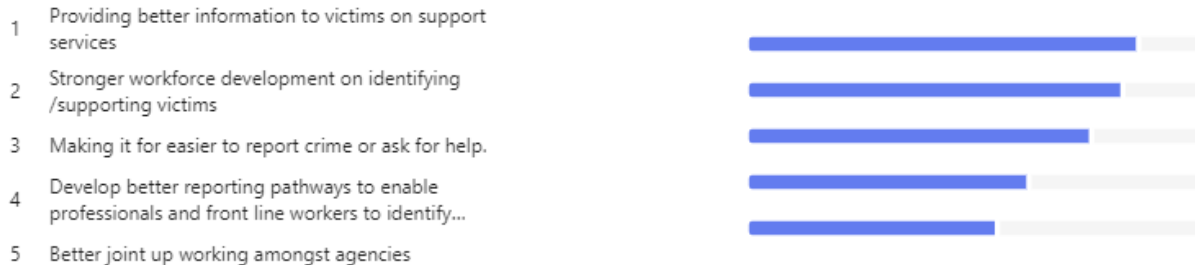 1 Providing better information to victims on support
services
2 Stronger workforce development on identifying
/supporting victims
3 Making it for easier to report crime or ask for help.
4 Develop better reporting pathways to enable
professionals and front line workers to identify...
5 Better joint up working amongst agencies